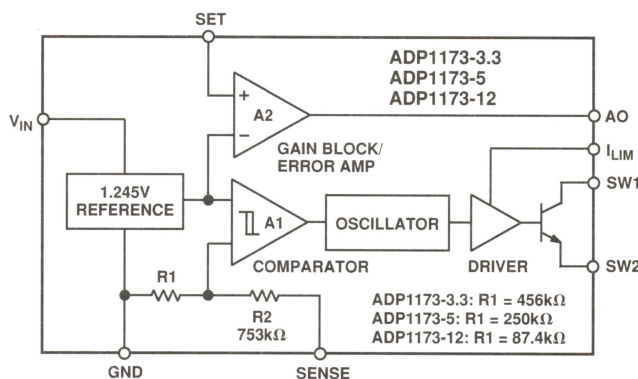 SET
ADP1173-3.3
ADP1173-5
ADP1173-12
VIN
+
A2
−
AO
GAIN BLOCK/
ERROR AMP
ILIM
SW1
1.245V
REFERENCE
A1
OSCILLATOR
COMPARATOR
DRIVER
SW2
R1
R2
753kΩ
ADP1173-3.3: R1 = 456kΩ
ADP1173-5: R1 = 250kΩ
ADP1173-12: R1 = 87.4kΩ
GND
SENSE